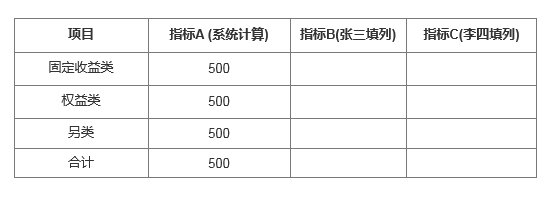 项目 指标A (系统计算) 指标B(张三填列) 指标C(李四填列)
固定收益类 500
权益类 500
另类 500
合计 500